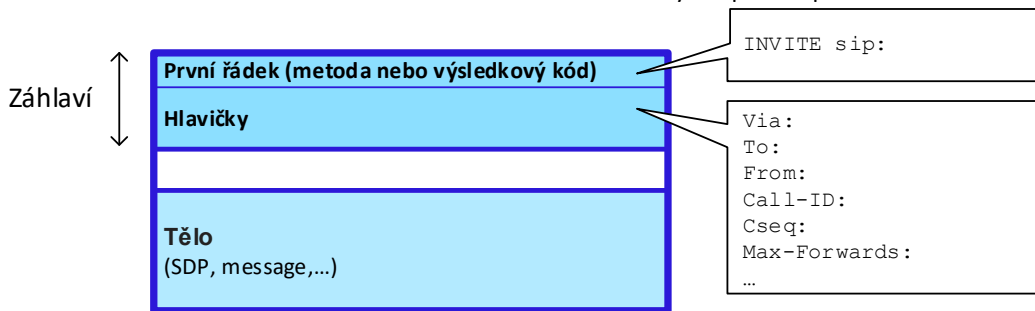 INVITE sip:
První řádek (metoda nebo výsledkový kód)
Záhlaví
Hlavičky
Via:
To:
From:
Call-ID:
Cseq:
Max-Forwards:
…
Tělo
(SDP, message,…)